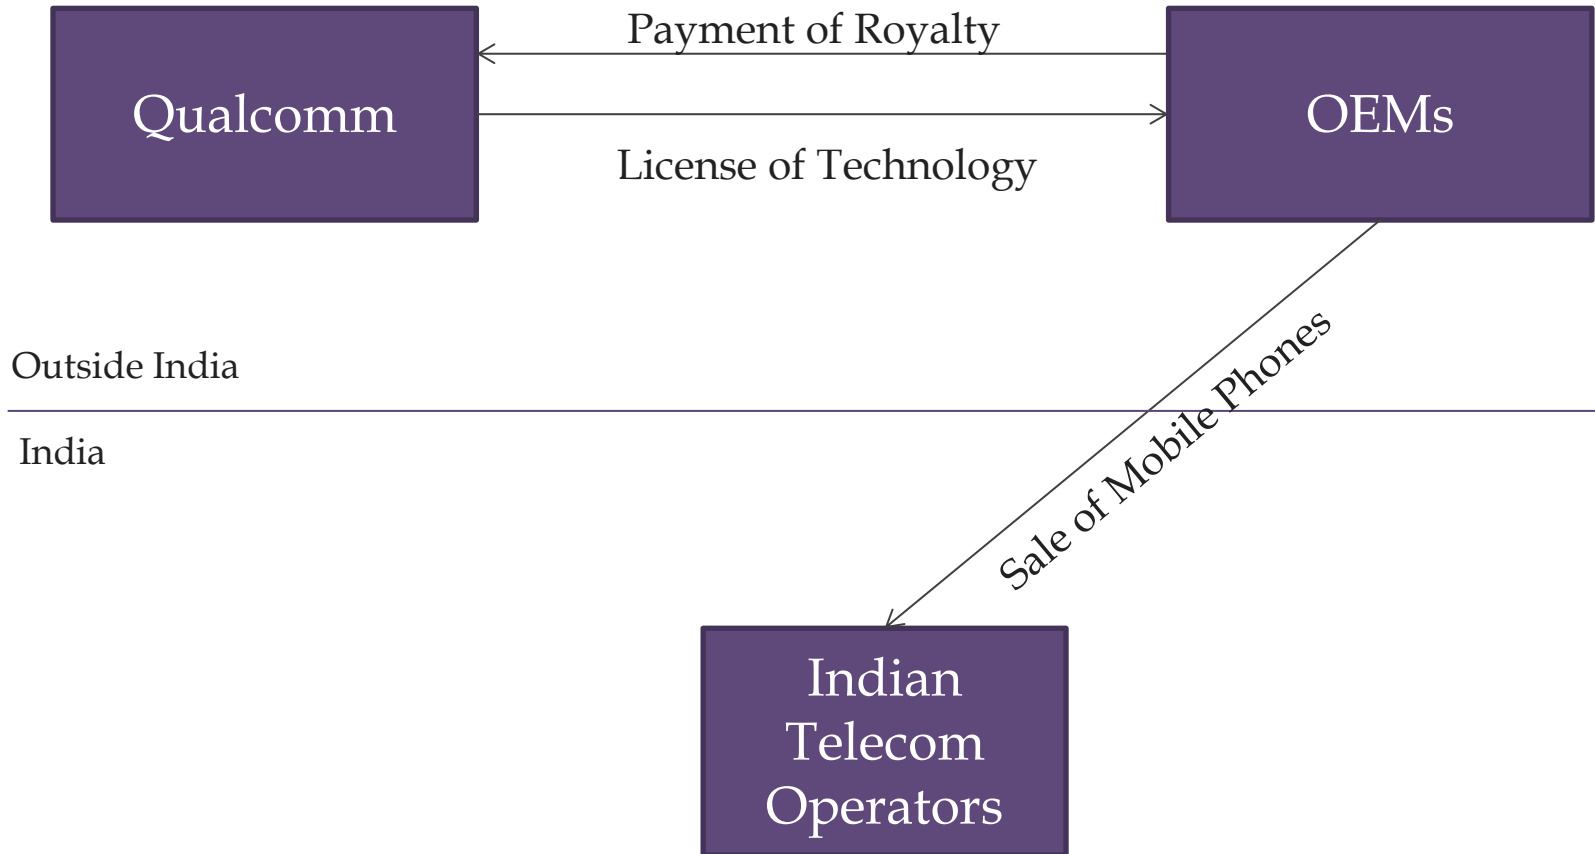 Payment of Royalty
Qualcomm
OEMs
License of Technology
Outside India
Sale of Mobile Phones
India
Indian
Telecom
Operators